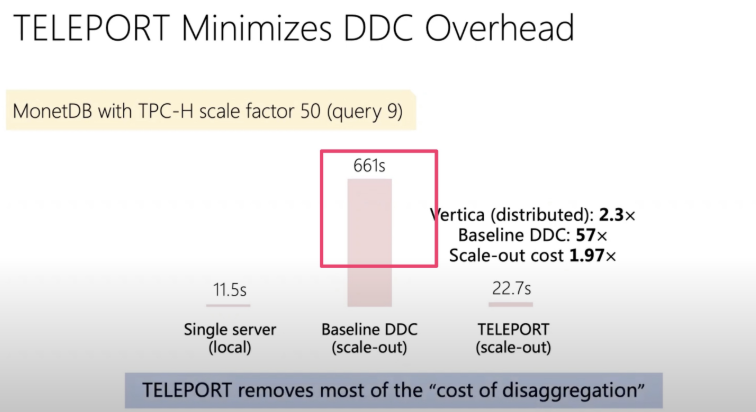 TELEPORT Minimizes DDC Overhead
MonetDB with TPC-H scale factor 50 (query 9)
661s
Vertica (distributed): 2.3×
Baseline DDC: 57×
Scale-out cost 1.97×
11.5s
22.7s
Single server
(local)
Baseline DDC
(scale-out)
TELEPORT
(scale-out)
TELEPORT removes most of the “cost of disaggregation”